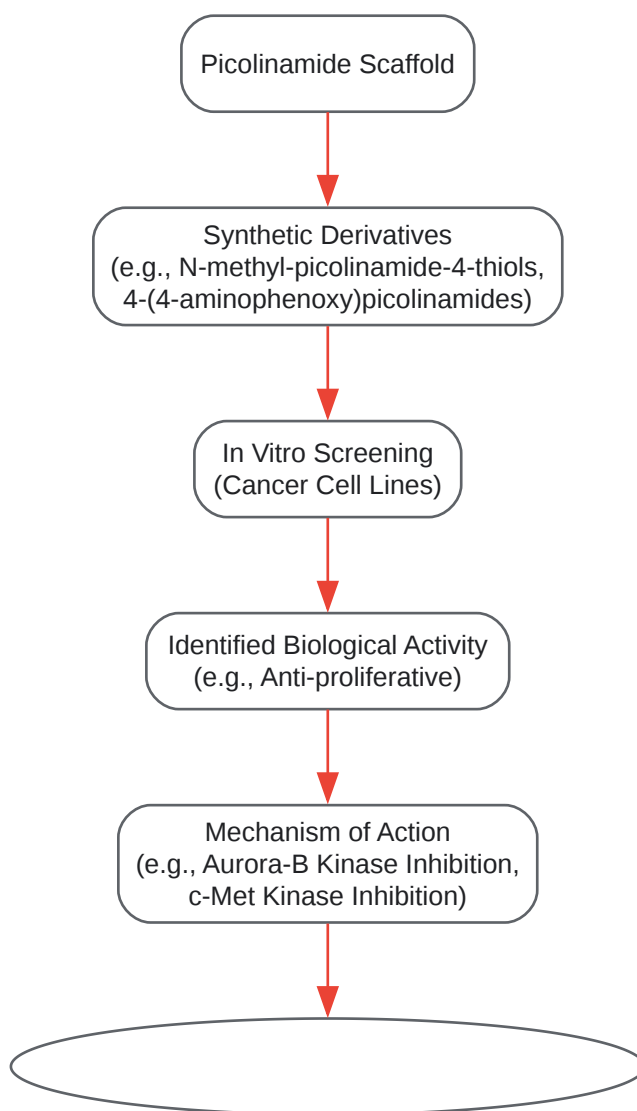 Picolinamide Scaffold
Synthetic Derivatives
(e.g., N-methyl-picolinamide-4-thiols,
4-(4-aminophenoxy)picolinamides)
In Vitro Screening
(Cancer Cell Lines)
Identified Biological Activity
(e.g., Anti-proliferative)
Mechanism of Action
(e.g., Aurora-B Kinase Inhibition,
c-Met Kinase Inhibition)